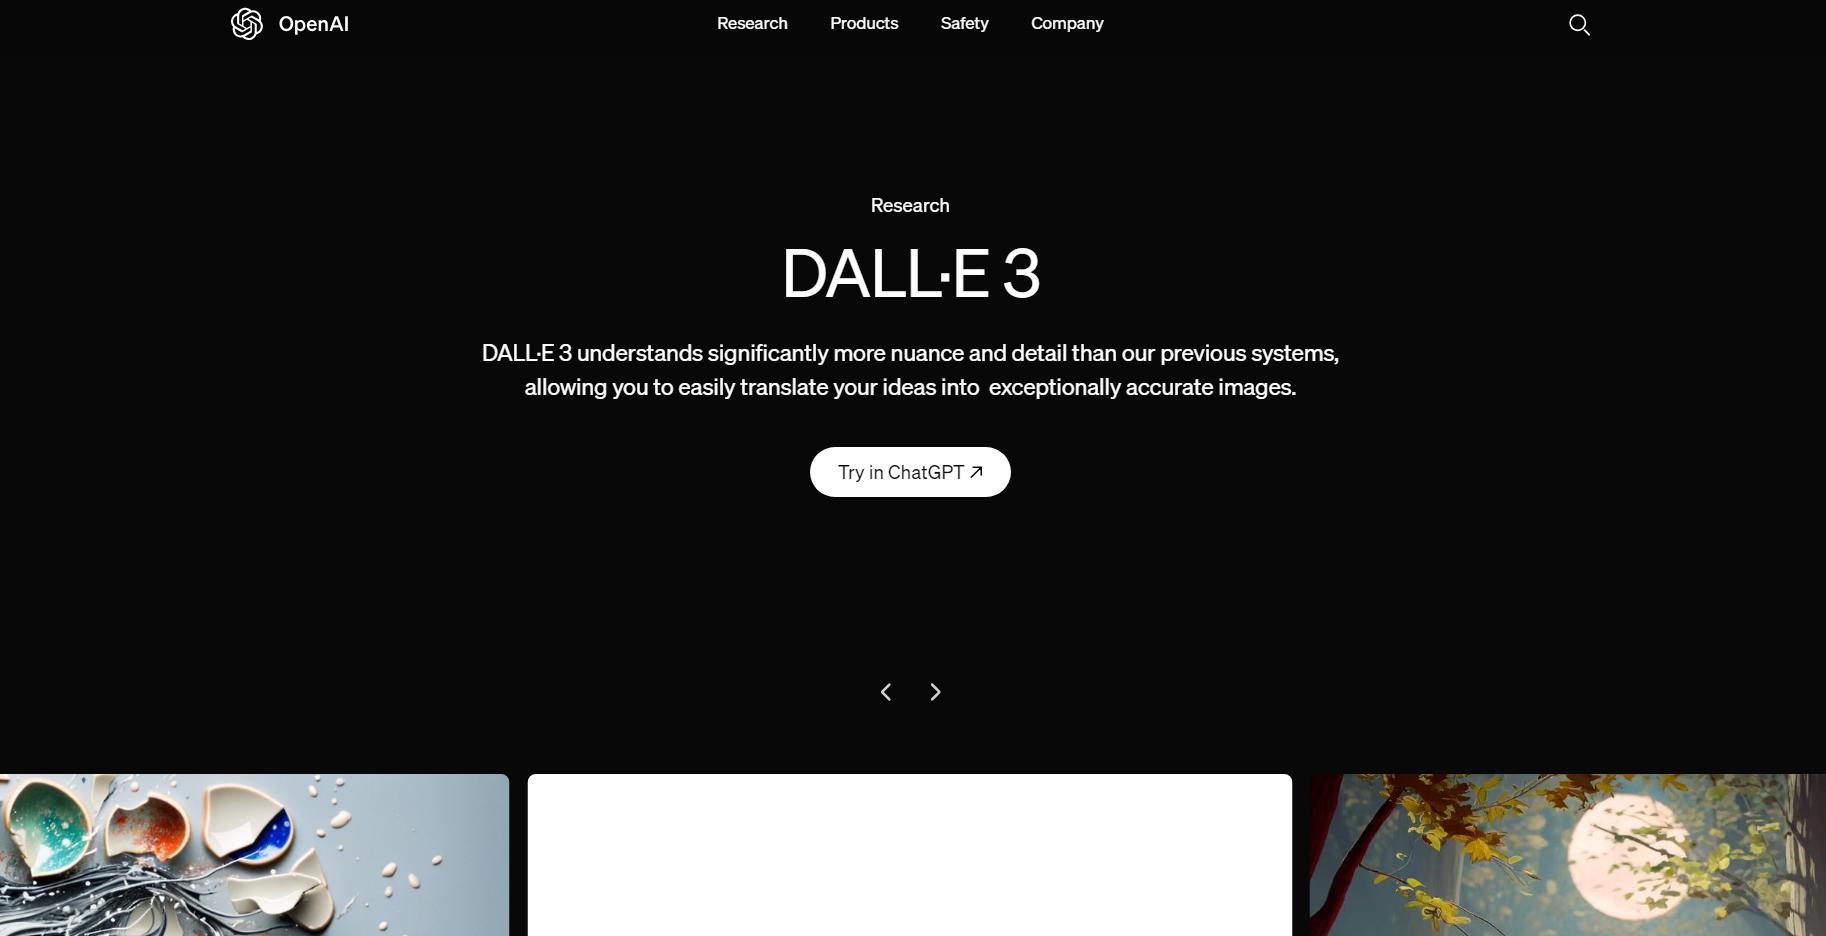 OpenAI
Research Products Safety Company
Research
DALL·E 3
DALL·E 3 understands significantly more nuance and detail than our previous systems,
allowing you to easily translate your ideas into exceptionally accurate images.
Try in ChatGPT